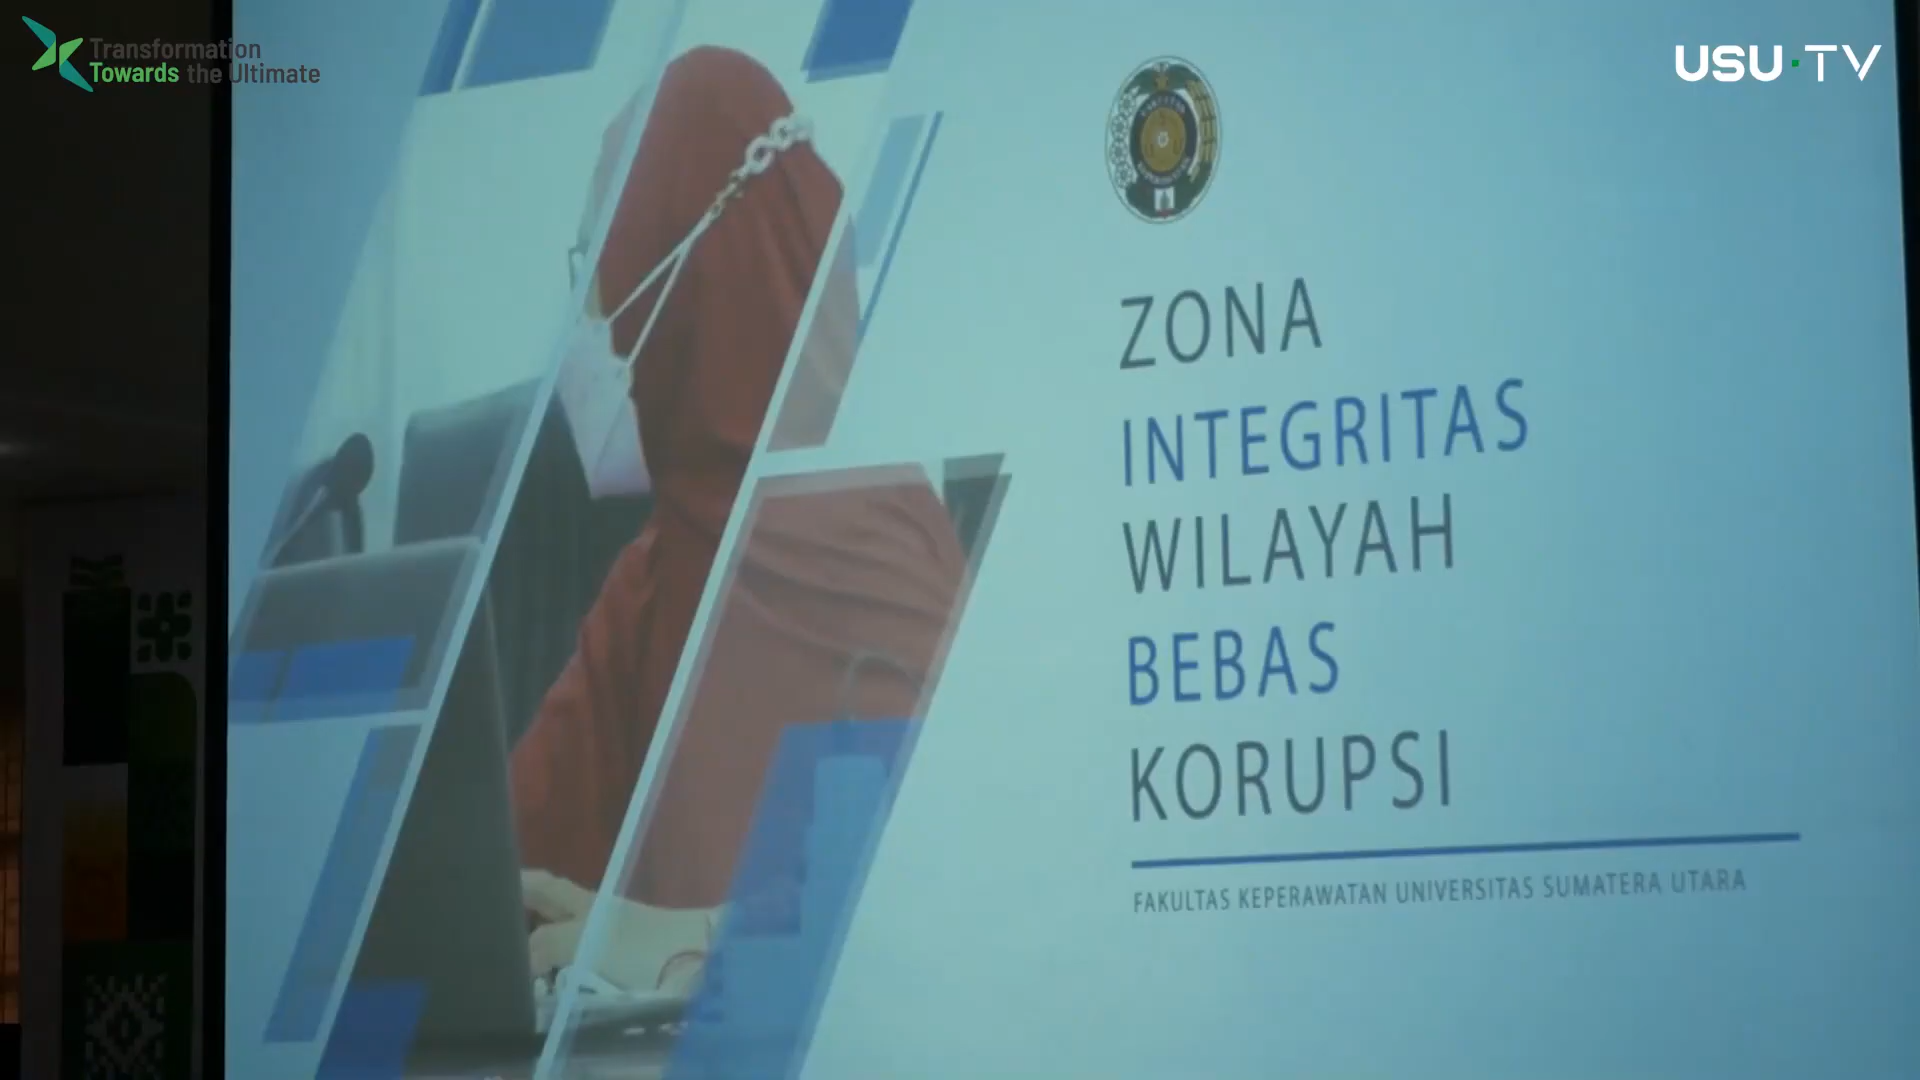 Transformation
Towards the Ultimate
USU·TV
ZONA
INTEGRITAS
WILAYAH
BEBAS
KORUPSI
FAKULTAS KEPERAWATAN UNIVERSITAS SUMATERA UTARA